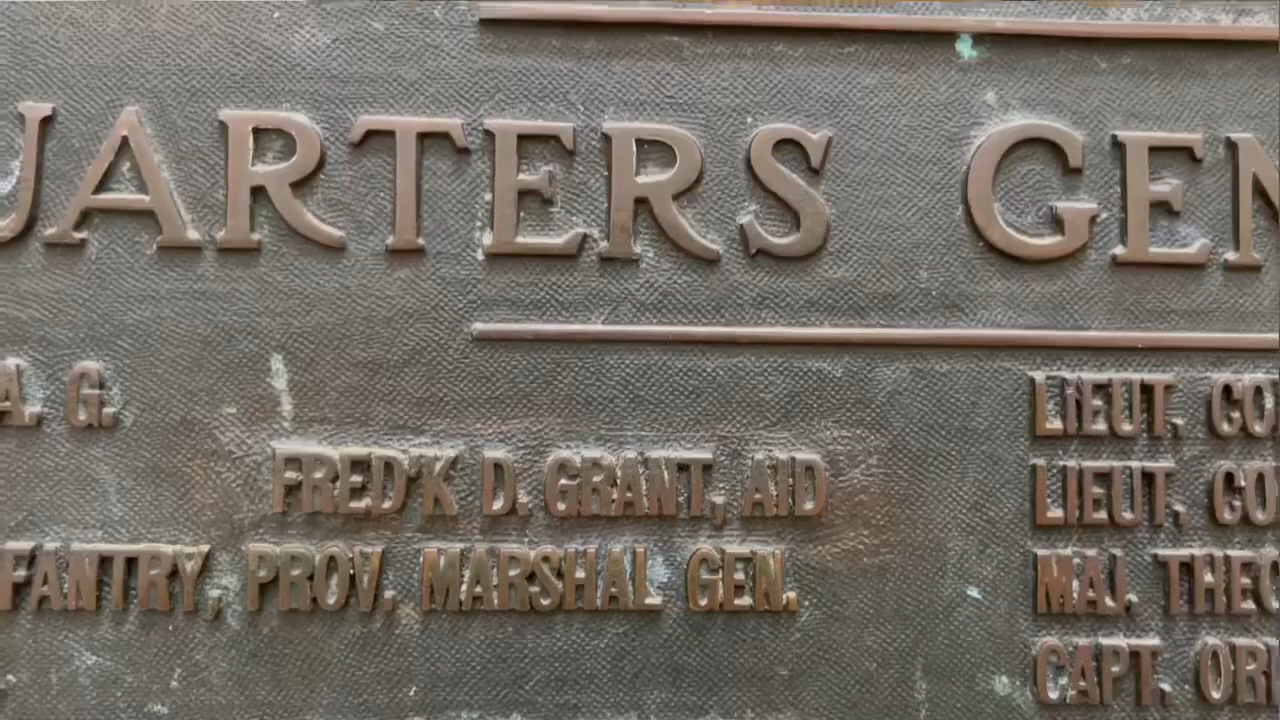 UARTERS GEN
A. G.
FRED'K D. GRANT, AID
FANTRY, PROV. MARSHAL GEN.
LIEUT. CO
LIEUT. CO
MAJ. THEO
CAPT. OR